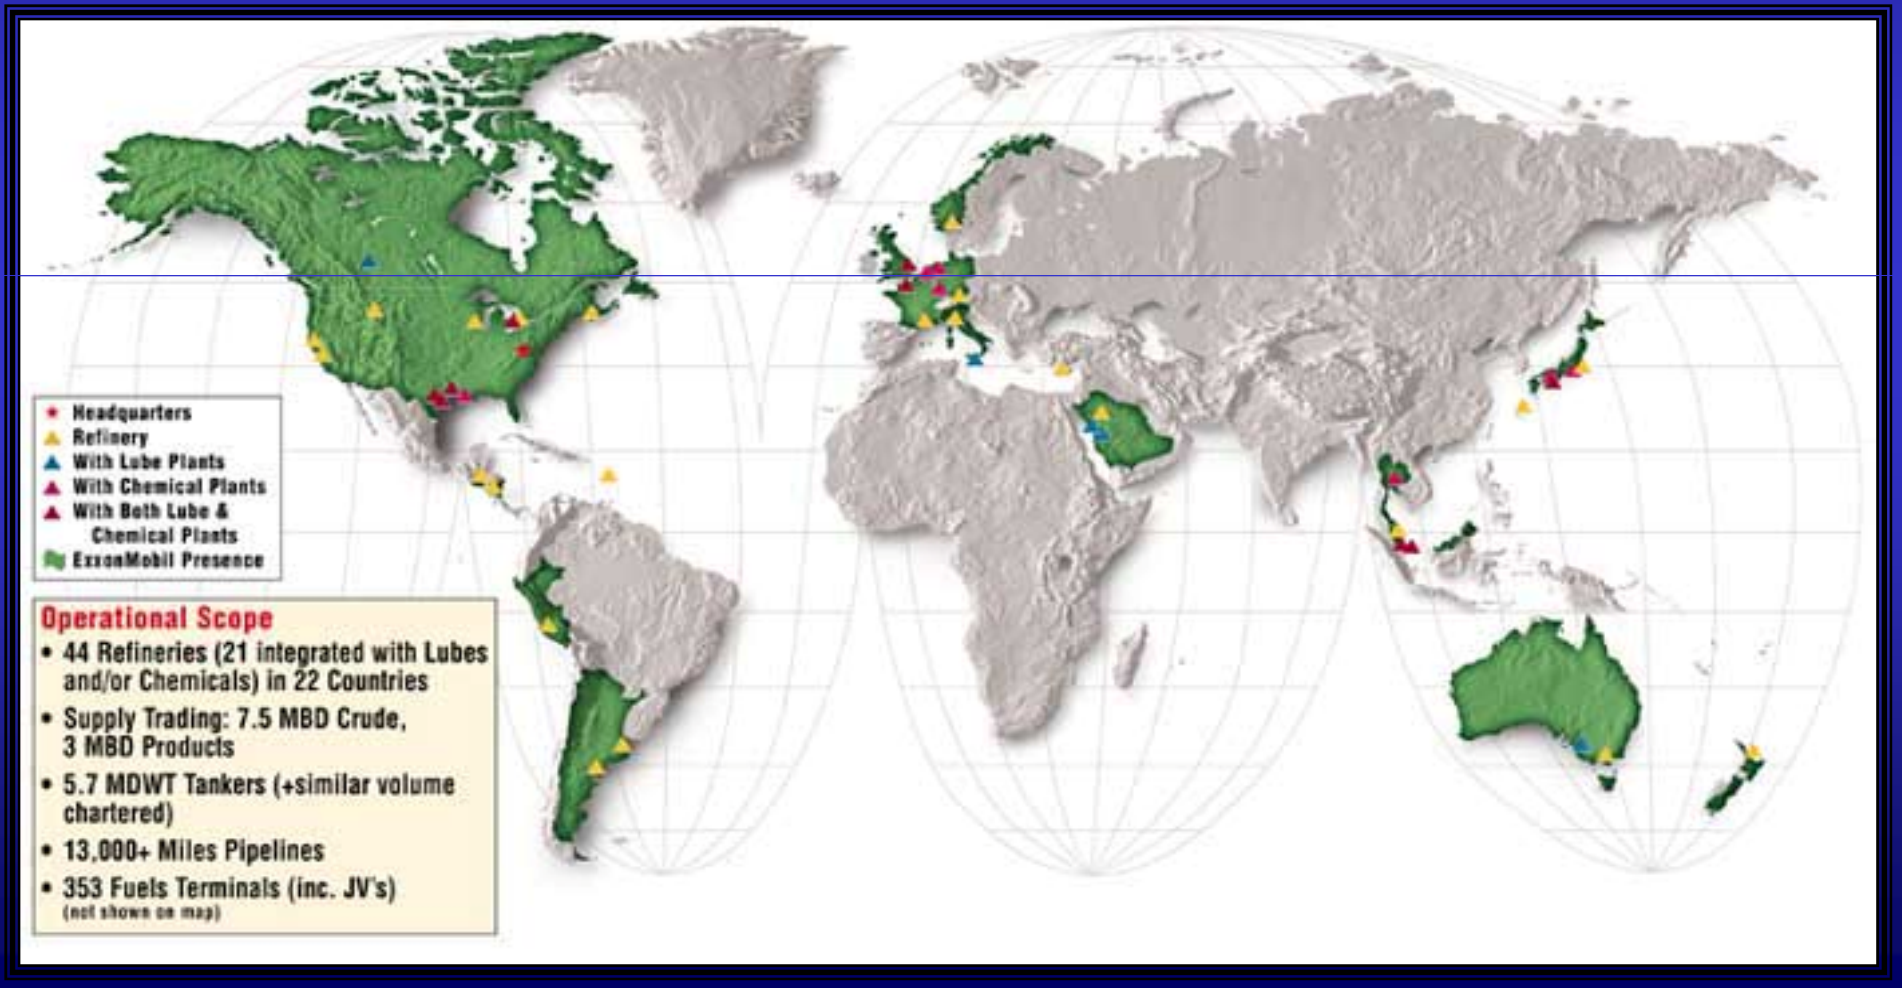 Headquarters
Refinery
With Lube Plants
With Chemical Plants
With Both Lube &
Chemical Plants
ExxonMobil Presence
Operational Scope
• 44 Refineries (21 integrated with Lubes
and/or Chemicals) in 22 Countries
• Supply Trading: 7.5 MBD Crude,
3 MBD Products
• 5.7 MDWT Tankers (+similar volume
chartered)
• 13,000+ Miles Pipelines
• 353 Fuels Terminals (inc. JV's)
(not shown on map)